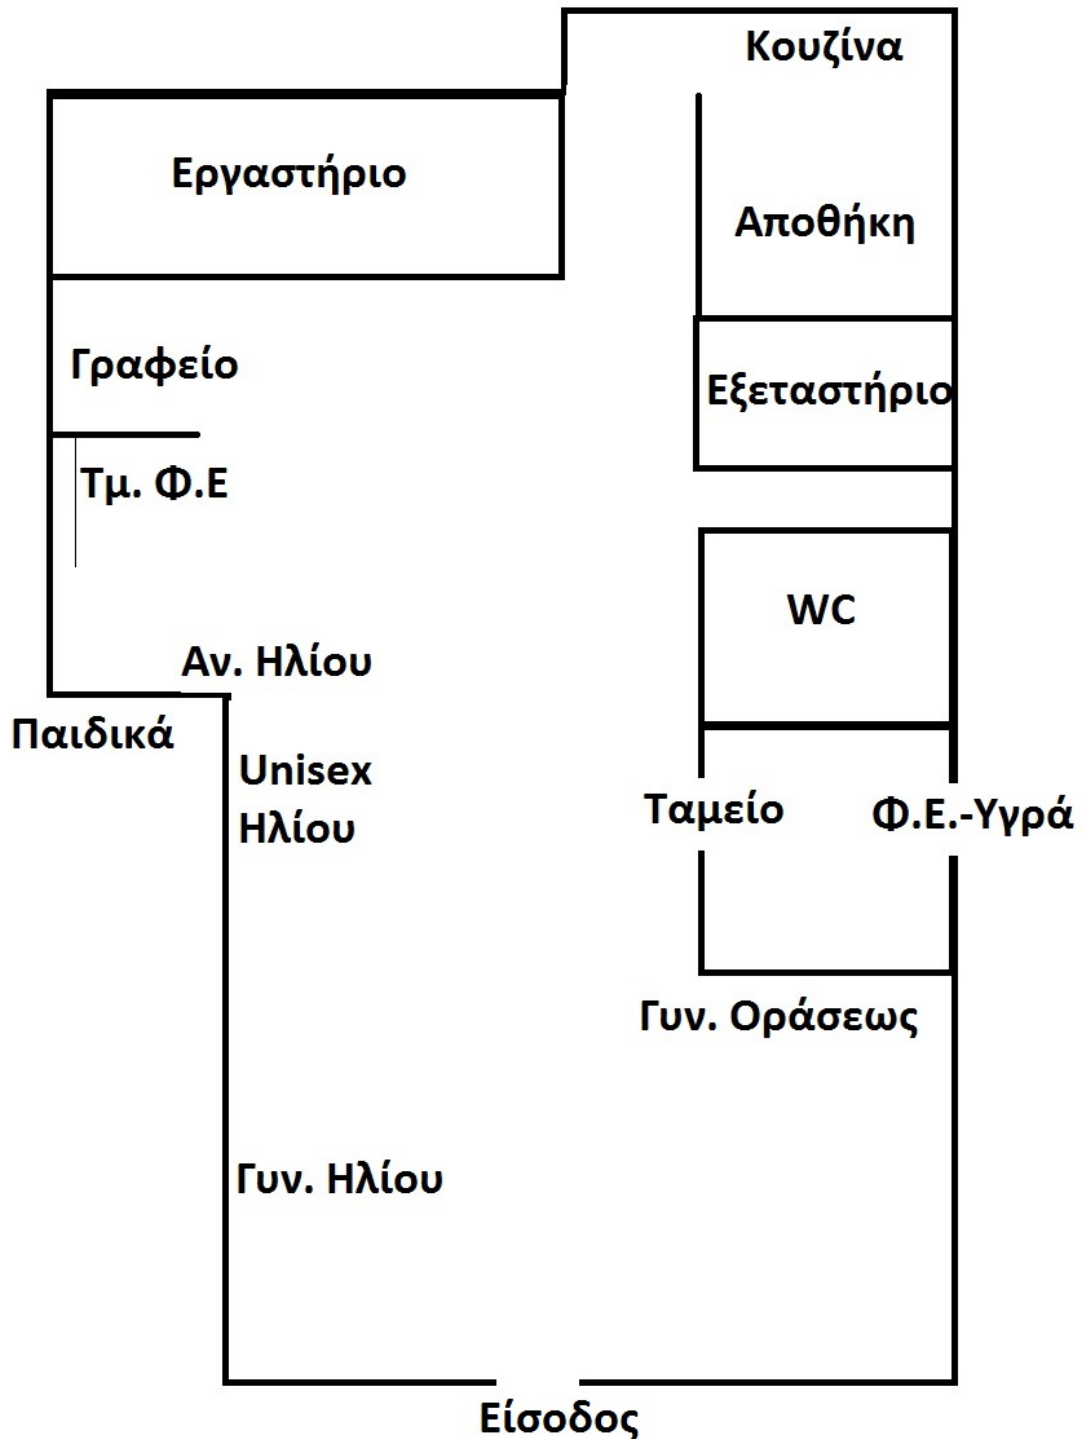 Κουζίνα
Εργαστήριο
Αποθήκη
Γραφείο
Εξεταστήριο
Τμ. Φ.Ε
WC
Αν. Ηλίου
Παιδικά
Unisex
Ηλίου
Ταμείο
Φ.Ε.-Υγρά
Γυν. Οράσεως
Γυν. Ηλίου
Είσοδος